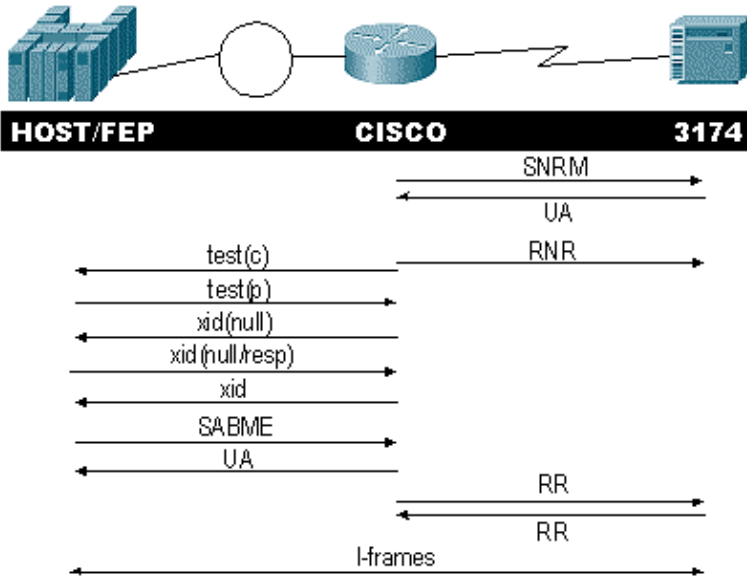 HOST/FEP CISCO 3174
SNRM
UA
test(c) RNR
test(p)
xid(null)
xid(null/resp)
xid
SABME
UA
RR
RR
I-frames